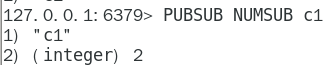 127. 0. 0. 1: 6379> PUBSUB NUMSUB c1
1) "c1"
2) (integer) 2